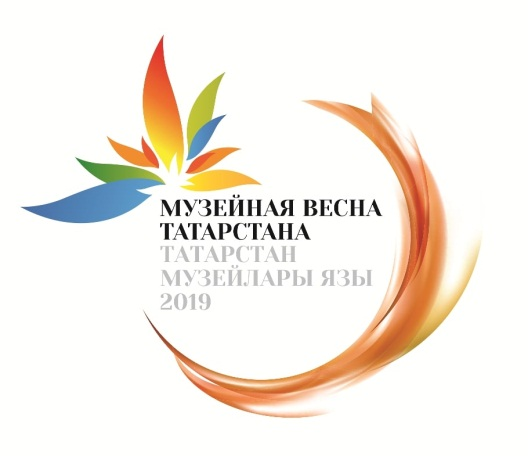 МУЗЕЙНАЯ ВЕСНА
ТАТАРСТАНА
ТАТАРСТАН
МУЗЕЙЛАРЫ ЯЗЫ
2019